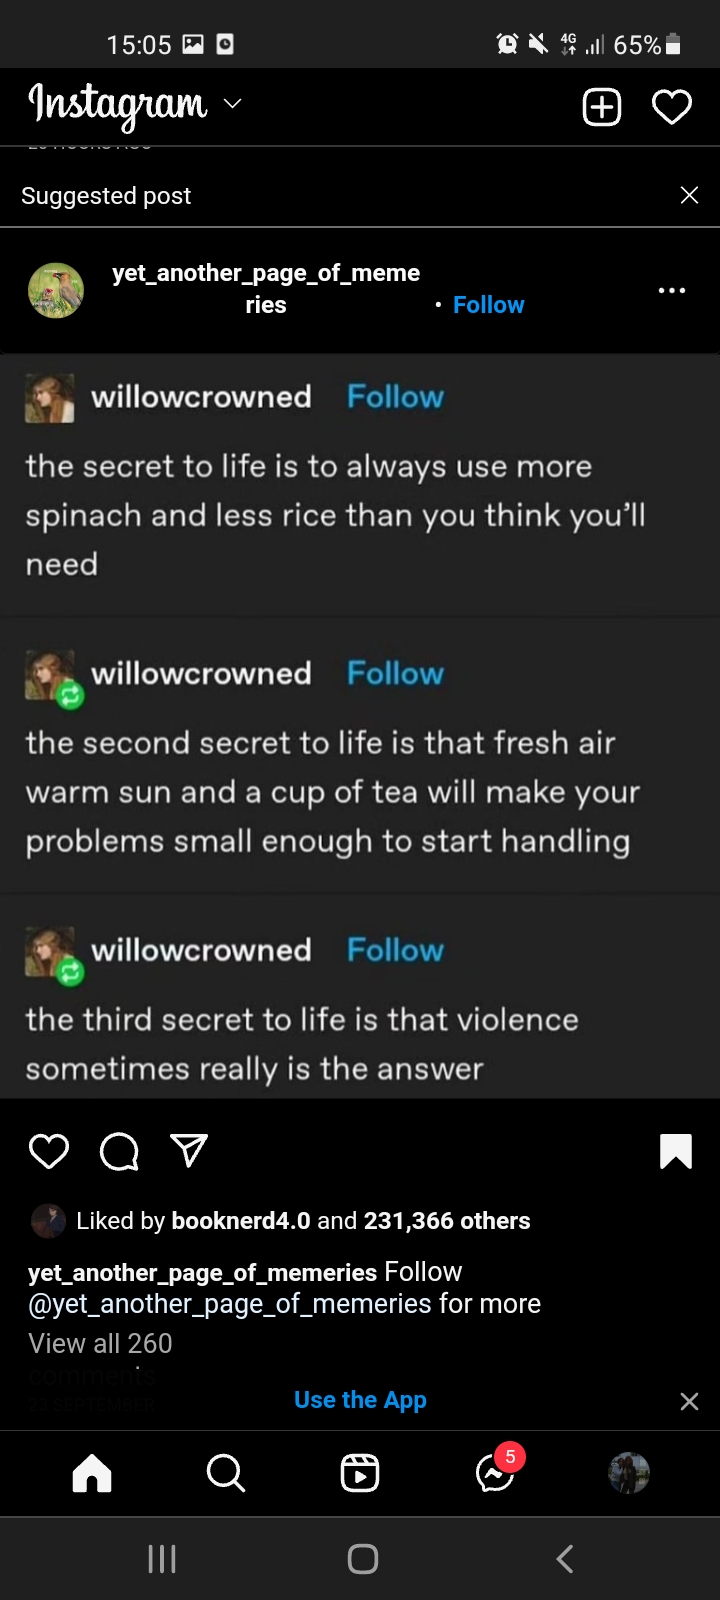 15:05 4G 65%
Instagram
Suggested post
yet_another_page_of_meme
ries • Follow
willowcrowned Follow
the secret to life is to always use more
spinach and less rice than you think you'll
need
willowcrowned Follow
the second secret to life is that fresh air
warm sun and a cup of tea will make your
problems small enough to start handling
willowcrowned Follow
the third secret to life is that violence
sometimes really is the answer
Liked by booknerd4.0 and 231,366 others
yet_another_page_of_memeries Follow
@yet_another_page_of_memeries for more
View all 260
comments
23 SEPTEMBER
Use the App
5